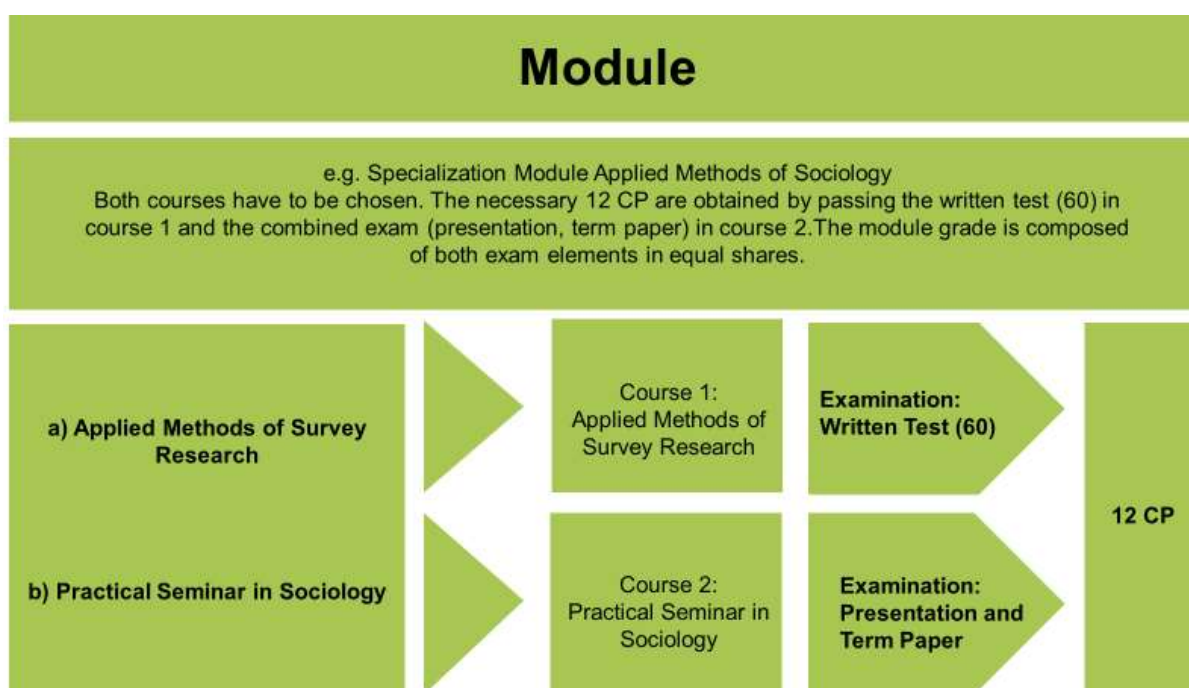 Module
e.g. Specialization Module Applied Methods of Sociology
Both courses have to be chosen. The necessary 12 CP are obtained by passing the written test (60) in
course 1 and the combined exam (presentation, term paper) in course 2.The module grade is composed
of both exam elements in equal shares.
a) Applied Methods of Survey
Research
Course 1:
Applied Methods of
Survey Research
Examination:
Written Test (60)
12 CP
b) Practical Seminar in Sociology
Course 2:
Practical Seminar in
Sociology
Examination:
Presentation and
Term Paper